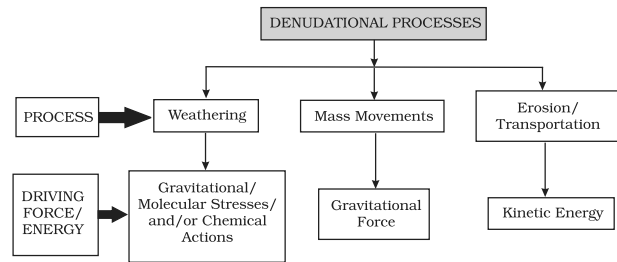 DENUDATIONAL PROCESSES
PROCESS
Weathering
Mass Movements
Erosion/
Transportation
DRIVING
FORCE/
ENERGY
Gravitational/
Molecular Stresses/
and/or Chemical
Actions
Gravitational
Force
Kinetic Energy